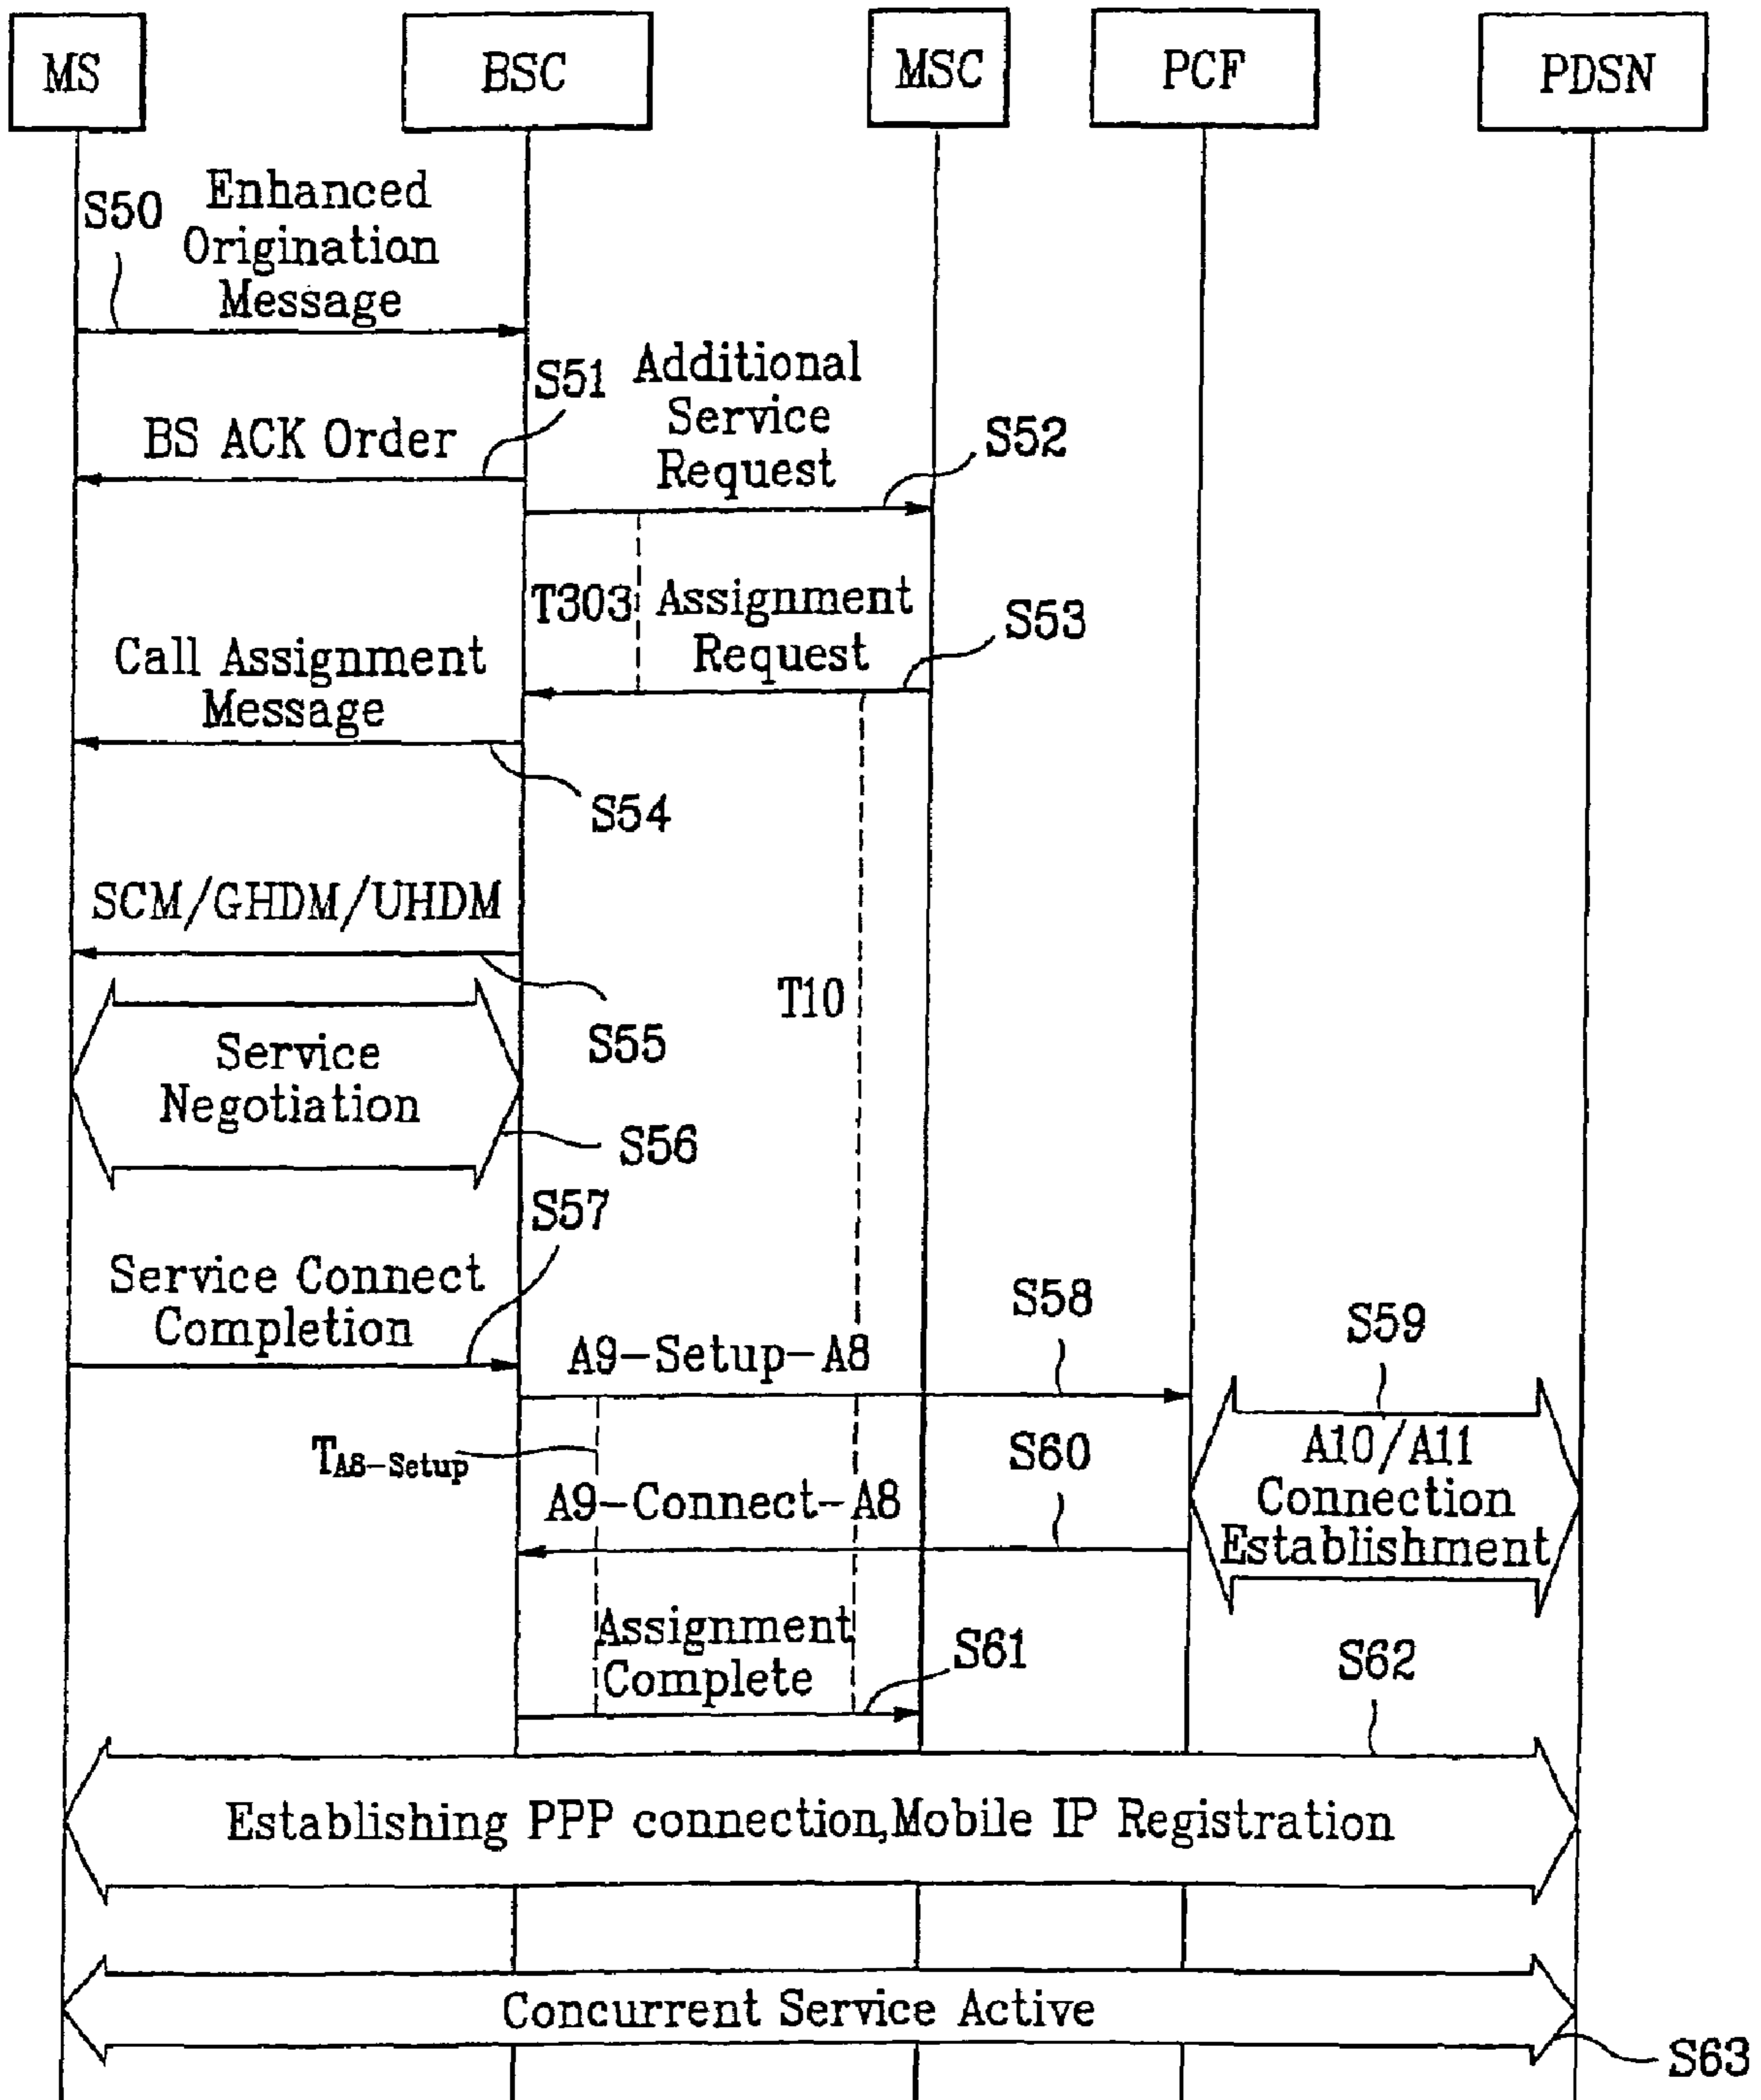 MS
BSC
MSC
PCF
PDSN
S50
Enhanced
Origination
Message
S51
BS ACK Order
Additional
Service
Request
S52
T303
Assignment
Request
S53
Call Assignment
Message
S54
SCM/GHDM/UHDM
S55
T10
Service
Negotiation
S56
S57
Service Connect
Completion
A9-Setup-A8
S58
S59
TA8-Setup
A9-Connect-A8
S60
A10/A11
Connection
Establishment
Assignment
Complete
S61
S62
Establishing PPP connection,Mobile IP Registration
Concurrent Service Active
S63